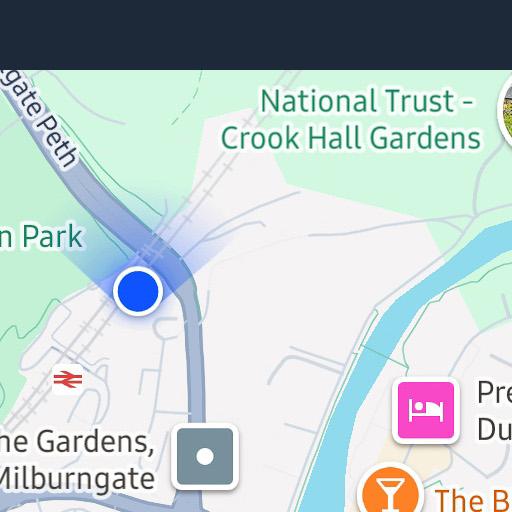 gate Peth
National Trust -
Crook Hall Gardens
n Park
Pre
Du
he Gardens,
Milburngate
The B